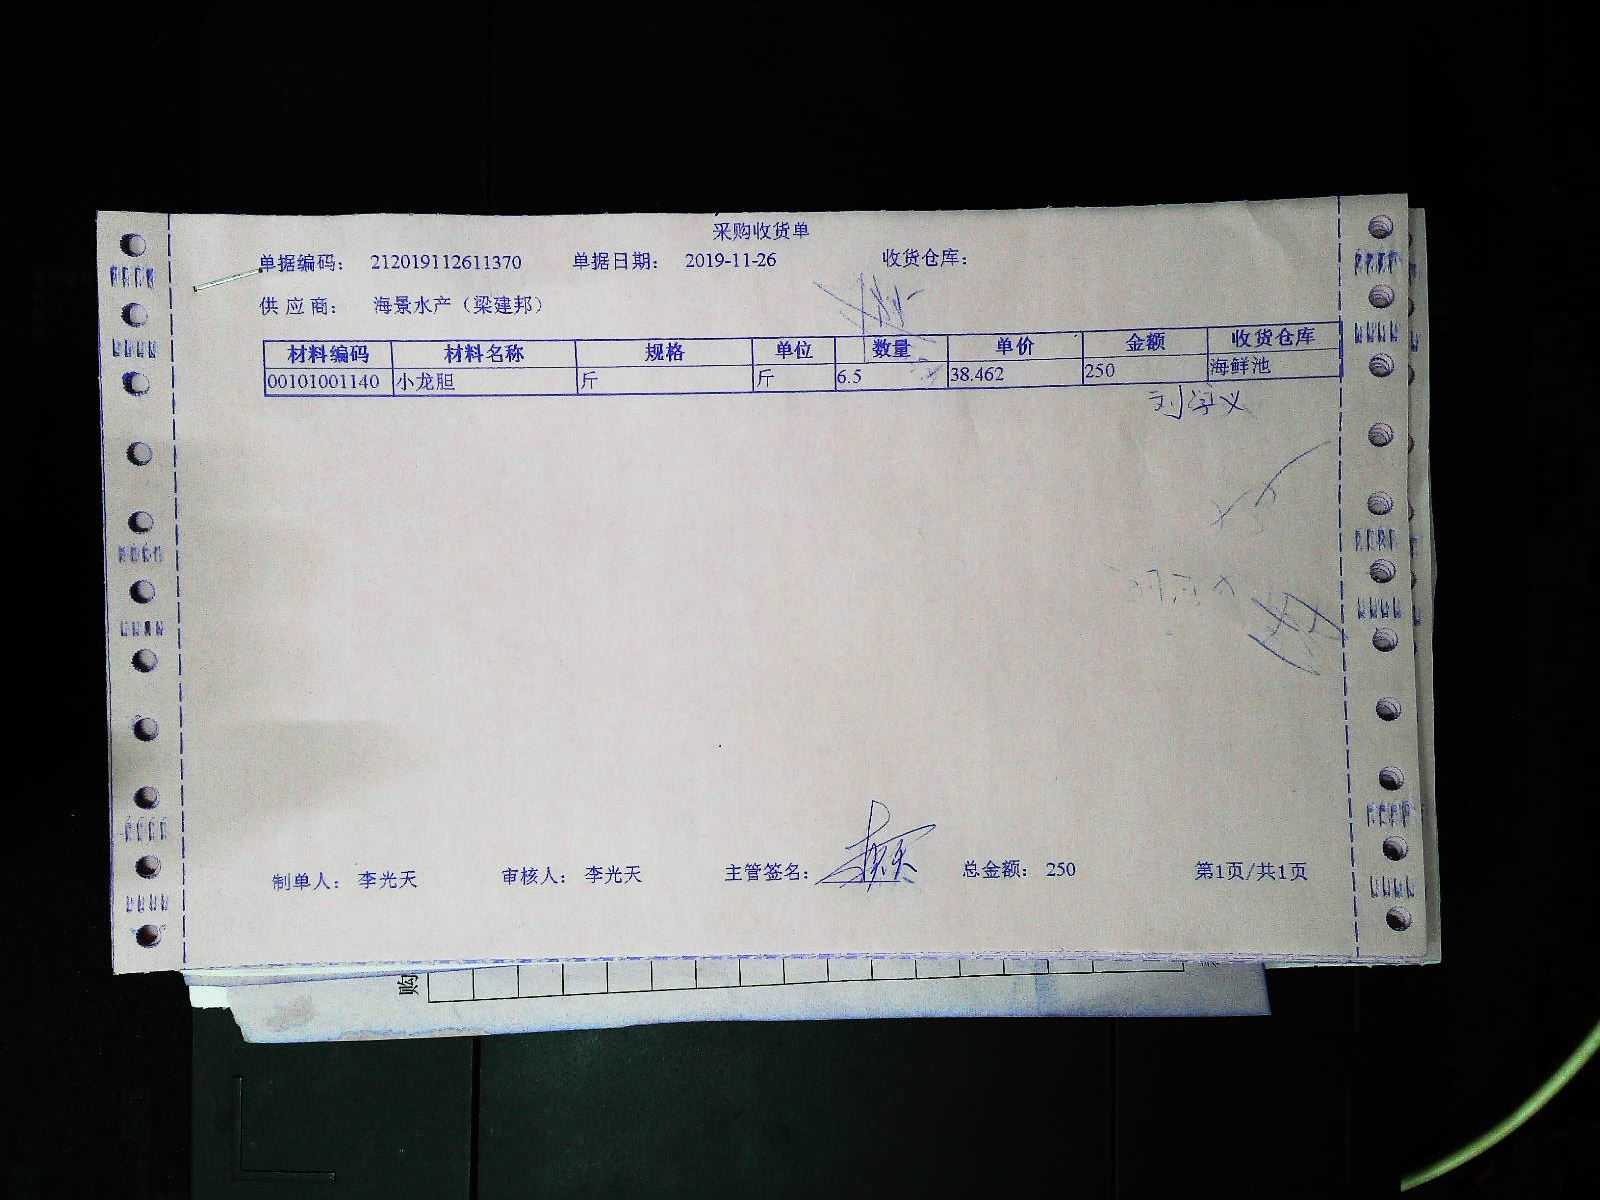 采购收货单
单据编码： 212019112611370 单据日期： 2019-11-26 收货仓库：
供 应 商： 海景水产（梁建邦）
材料编码 材料名称 规格 单位 数量 单价 金额 收货仓库
00101001140 小龙胆 斤 斤 6.5 38.462 250 海鲜池
制单人： 李光天 审核人： 李光天 主管签名： 总金额： 250 第1页/共1页
购